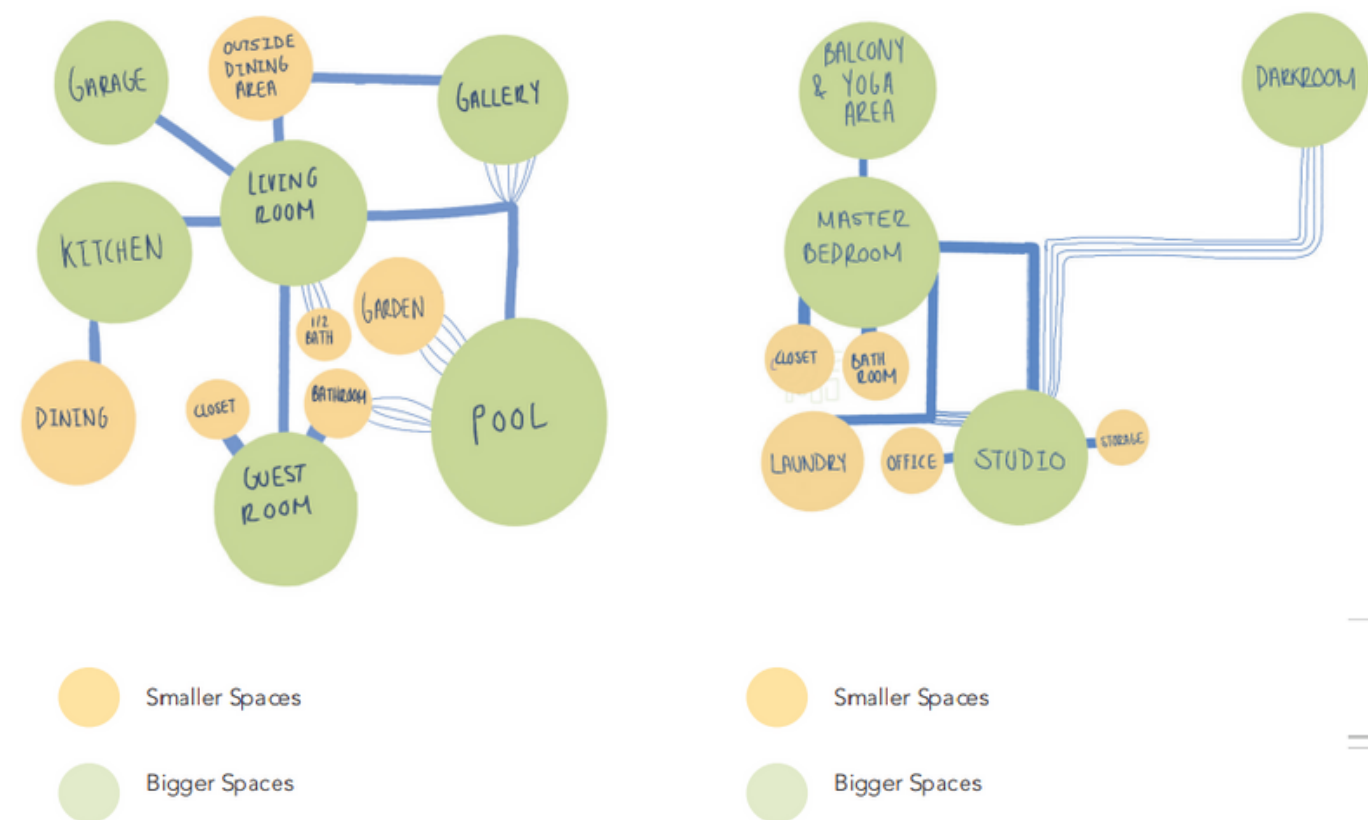 GARAGE
OUTSIDE
DINING
AREA
GALLERY
LIVING
ROOM
KITCHEN
1/2
BATH
GARDEN
DINING
CLOSET
BATHROOM
POOL
GUEST
ROOM
BALCONY
& YOGA
AREA
DARKROOM
MASTER
BEDROOM
CLOSET
BATH
ROOM
LAUNDRY
OFFICE
STUDIO
STORAGE
Smaller Spaces
Bigger Spaces
Smaller Spaces
Bigger Spaces